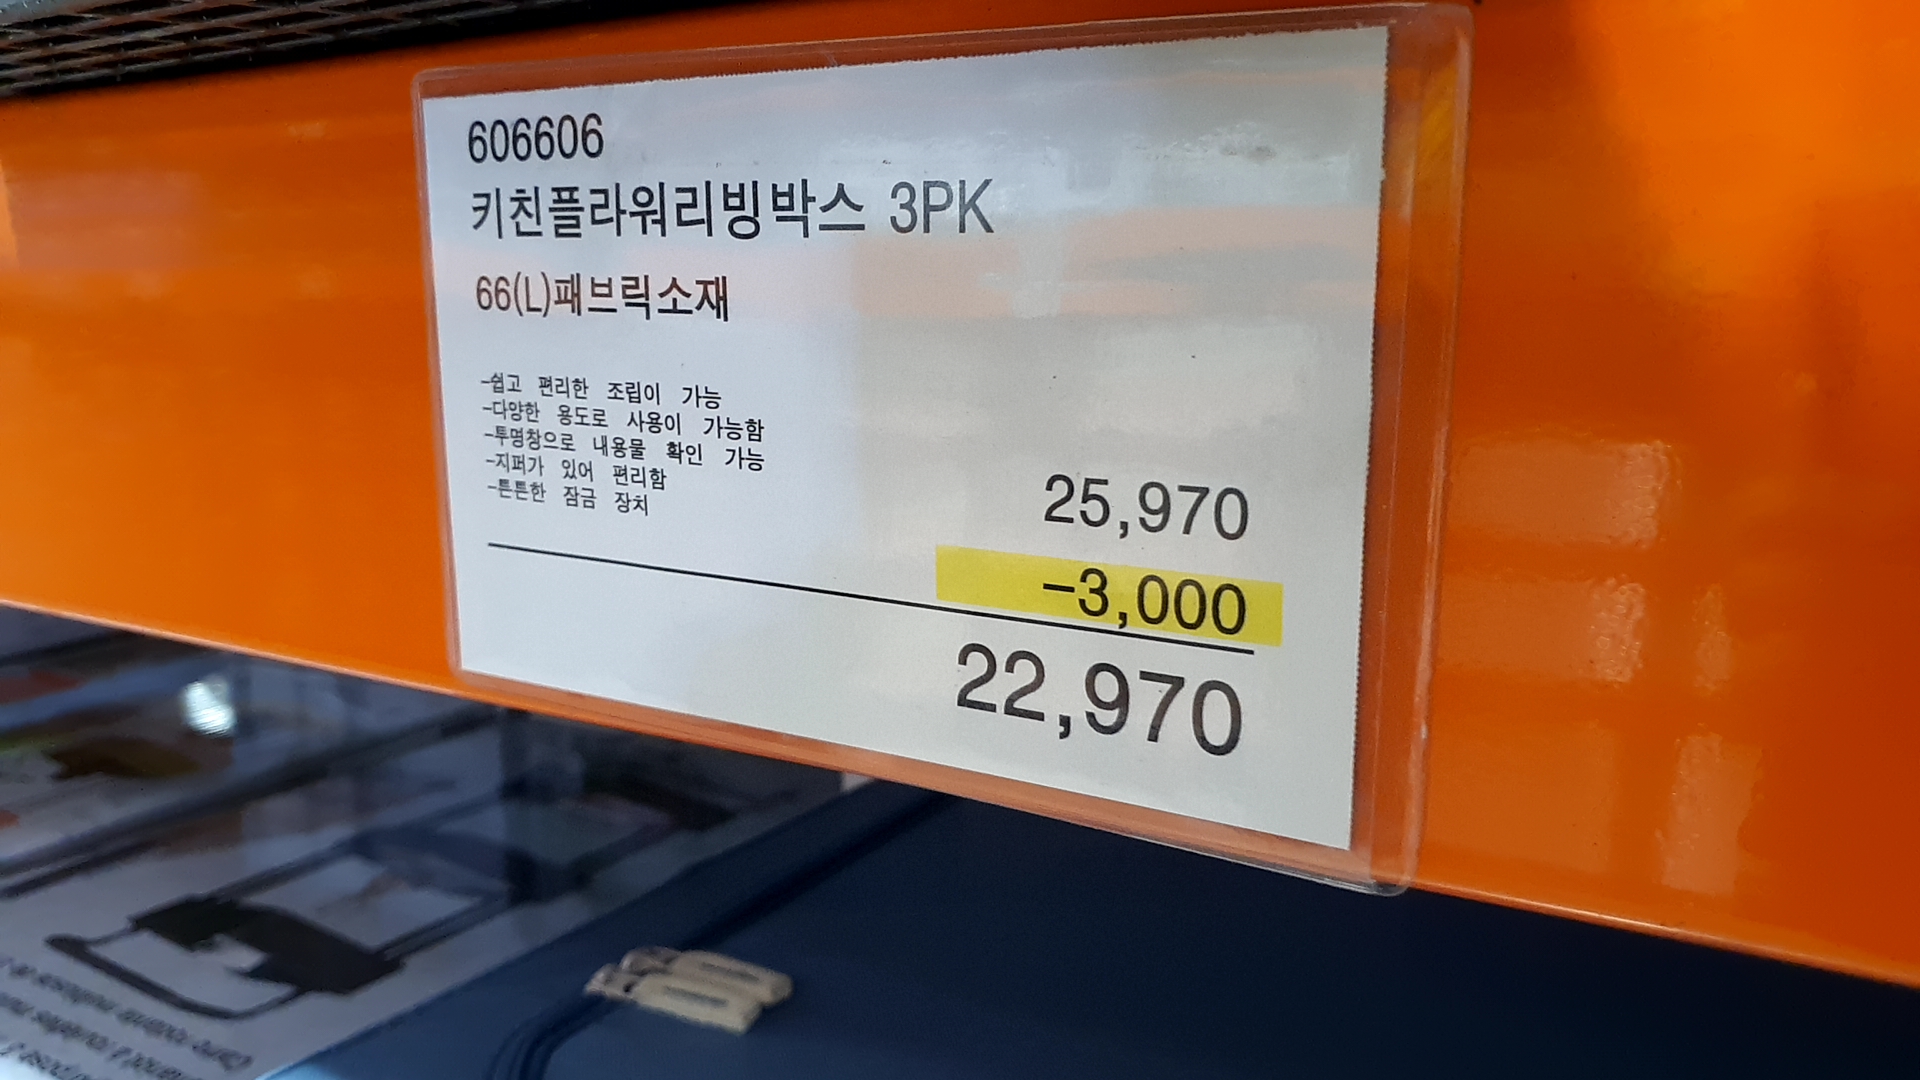 606606
키친플라워리빙박스 3PK
66(L)패브릭소재
-쉽고 편리한 조립이 가능
-다양한 용도로 사용이 가능함
-투명창으로 내용물 확인 가능
-지퍼가 있어 편리함
-튼튼한 잠금 장치
25,970
-3,000
22,970